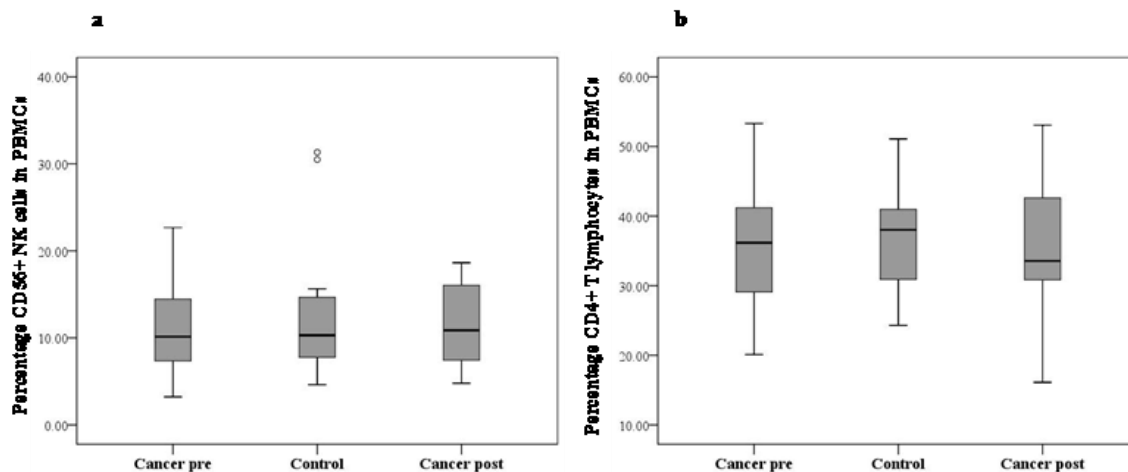 a
Percentage CD56+ NK cells in PBMCs
40.00
30.00
20.00
10.00
0.00
Cancer pre
Control
Cancer post
b
Percentage CD4+ T lymphocytes in PBMCs
60.00
50.00
40.00
30.00
20.00
10.00
Cancer pre
Control
Cancer post